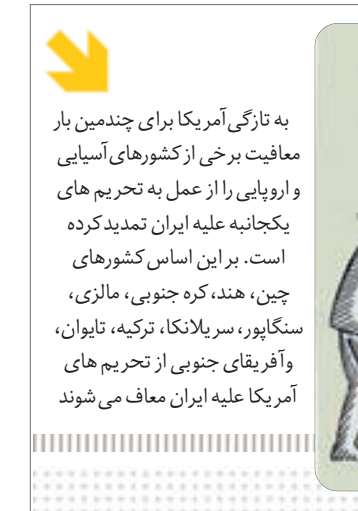 به تازگی آمریکا برای چندمین بار
معافیت برخی از کشورهای آسیایی
و اروپایی را از عمل به تحریم های
یکجانبه علیه ایران تمدید کرده
است. بر این اساس کشورهای
چین، هند، کره جنوبی، مالزی،
سنگاپور، سریلانکا، ترکیه، تایوان،
و آفریقای جنوبی از تحریم های
آمریکا علیه ایران معاف می شوند